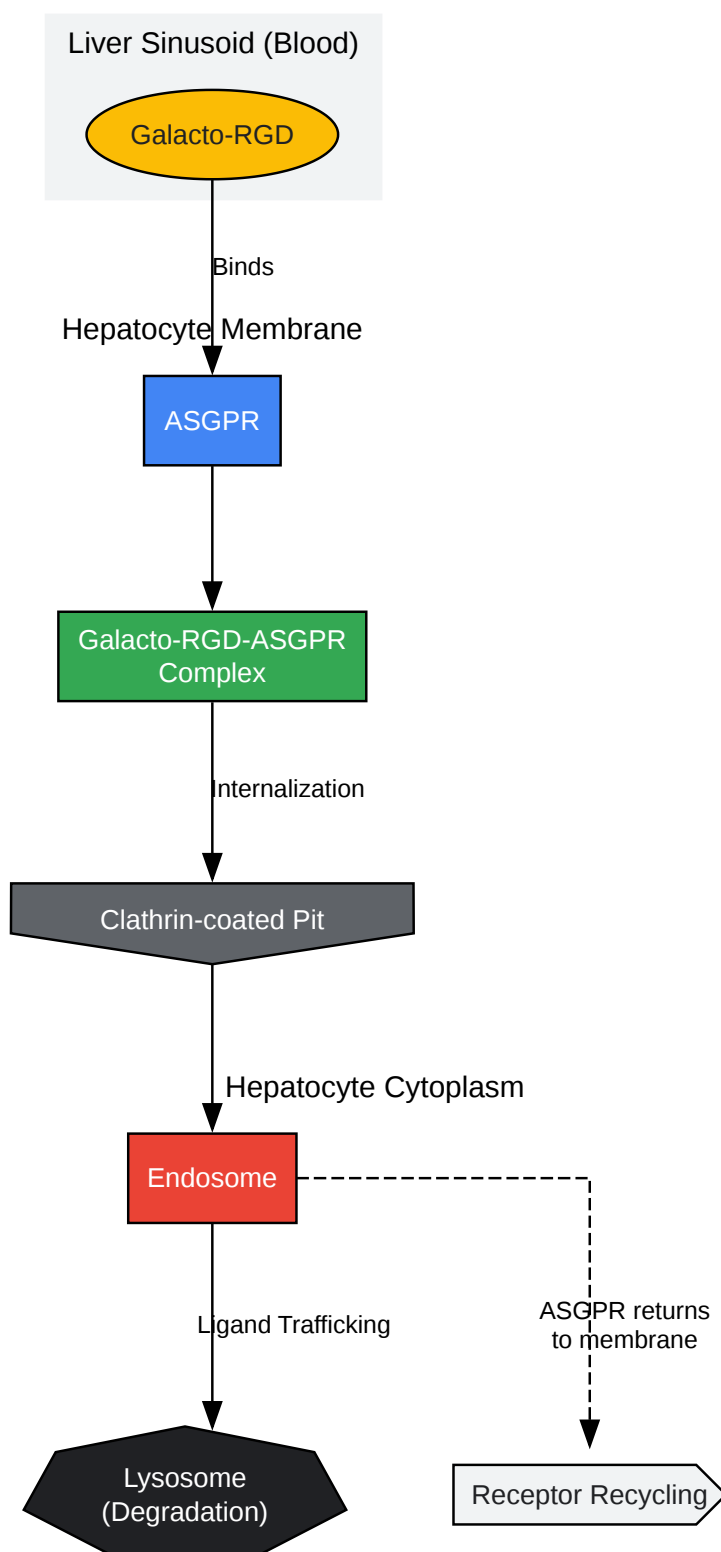 Liver Sinusoid (Blood)
Galacto-RGD
Binds
Hepatocyte Membrane
ASGPR
Galacto-RGD-ASGPR
Complex
Internalization
Clathrin-coated Pit
Hepatocyte Cytoplasm
Endosome
Ligand Trafficking
ASGPR returns
to membrane
Lysosome
(Degradation)
Receptor Recycling